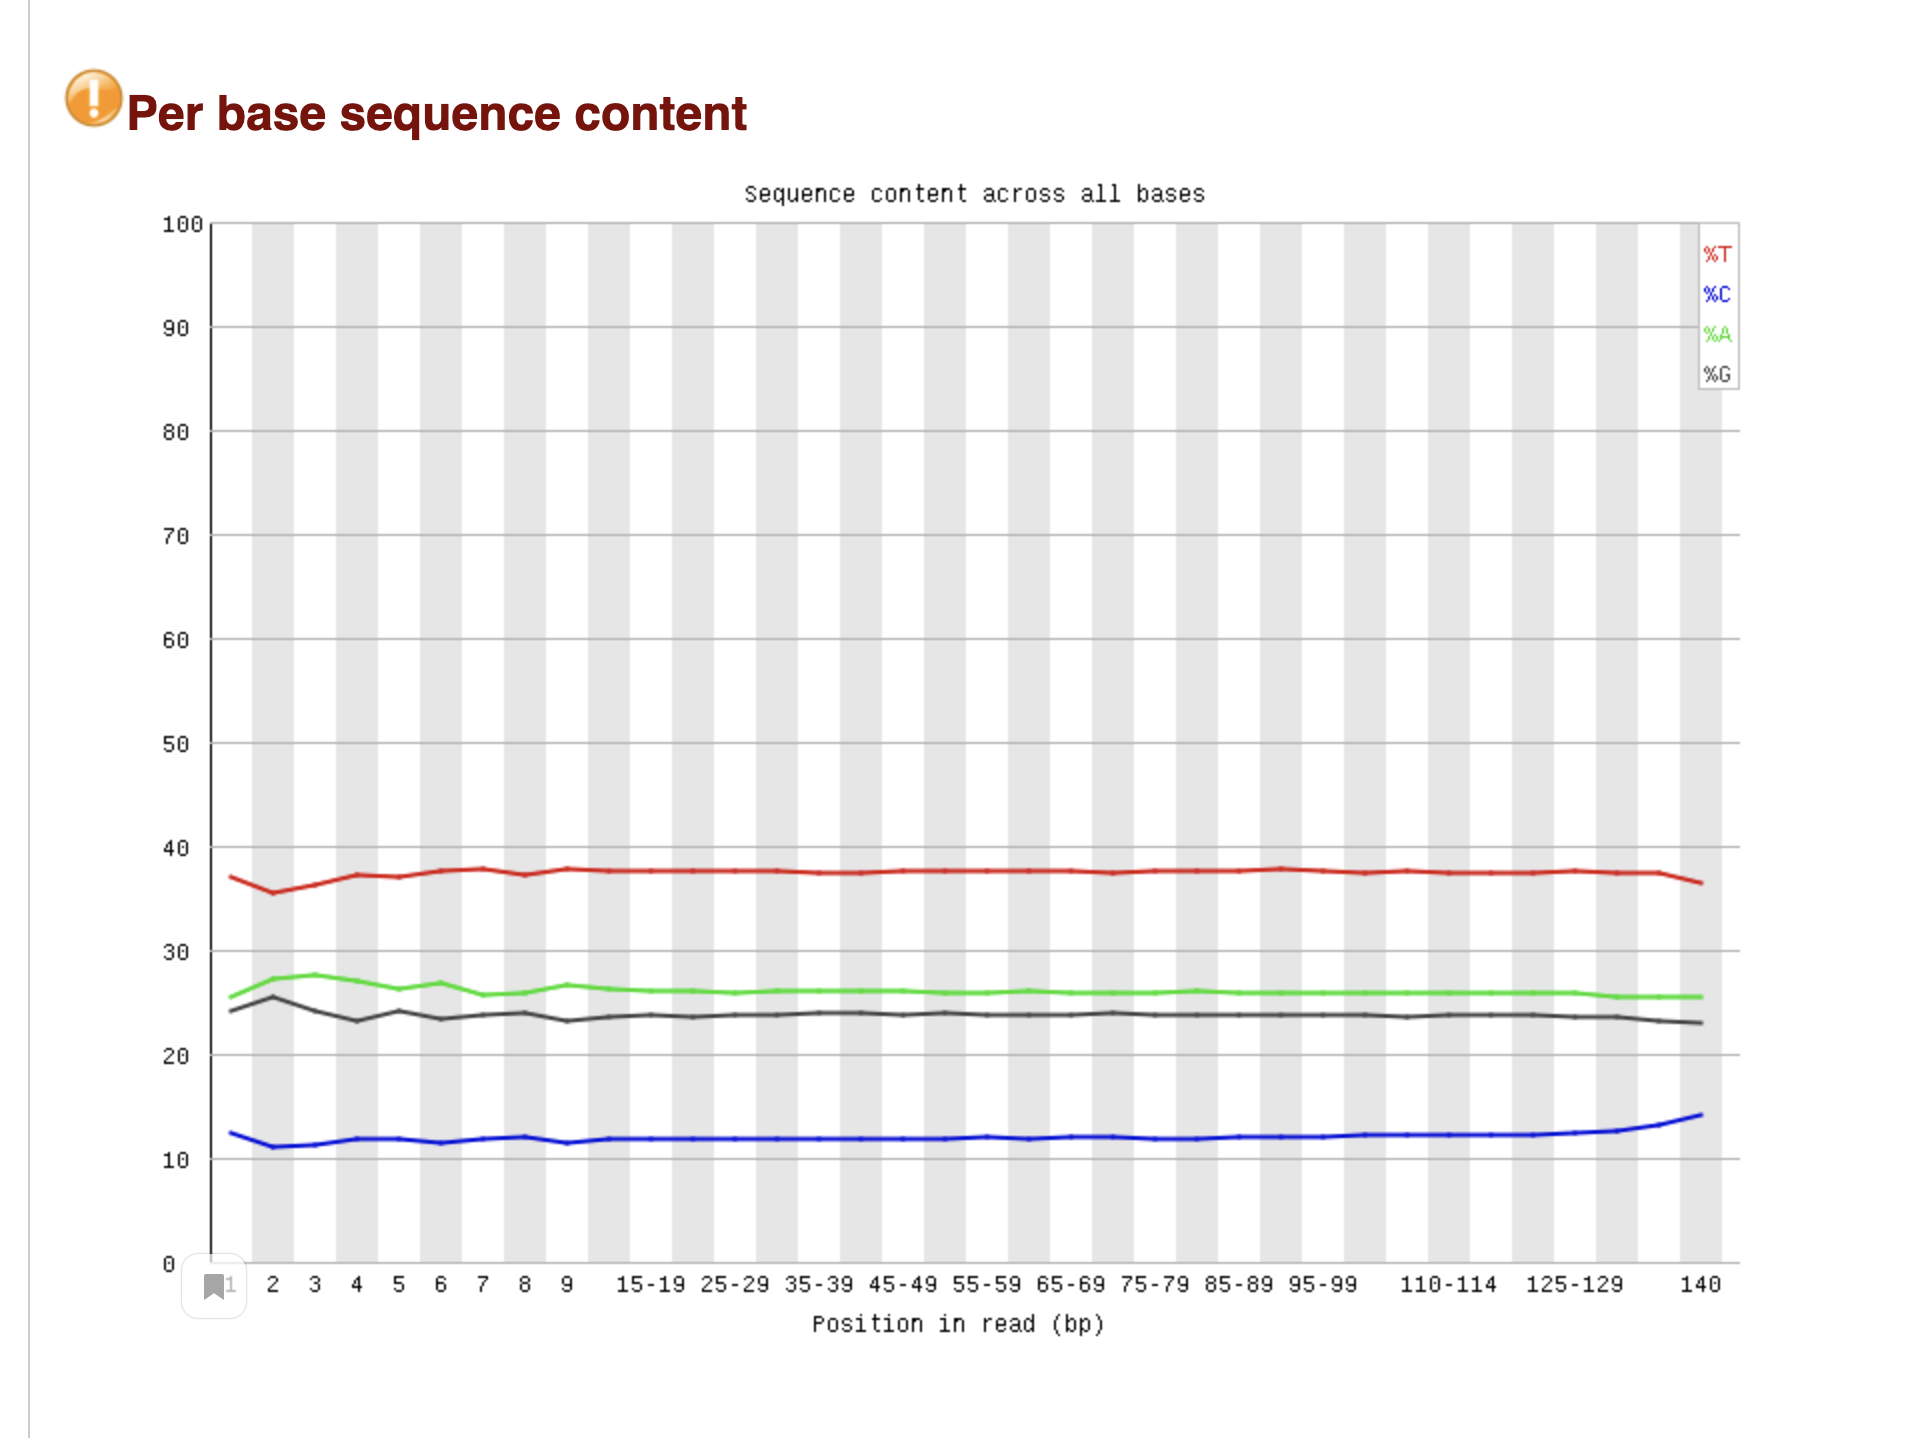 Per base sequence content
Sequence content across all bases
%T
%C
%A
%G
100
90
80
70
60
50
40
30
20
10
0
1 2 3 4 5 6 7 8 9 15-19 25-29 35-39 45-49 55-59 65-69 75-79 85-89 95-99 110-114 125-129 140
Position in read (bp)